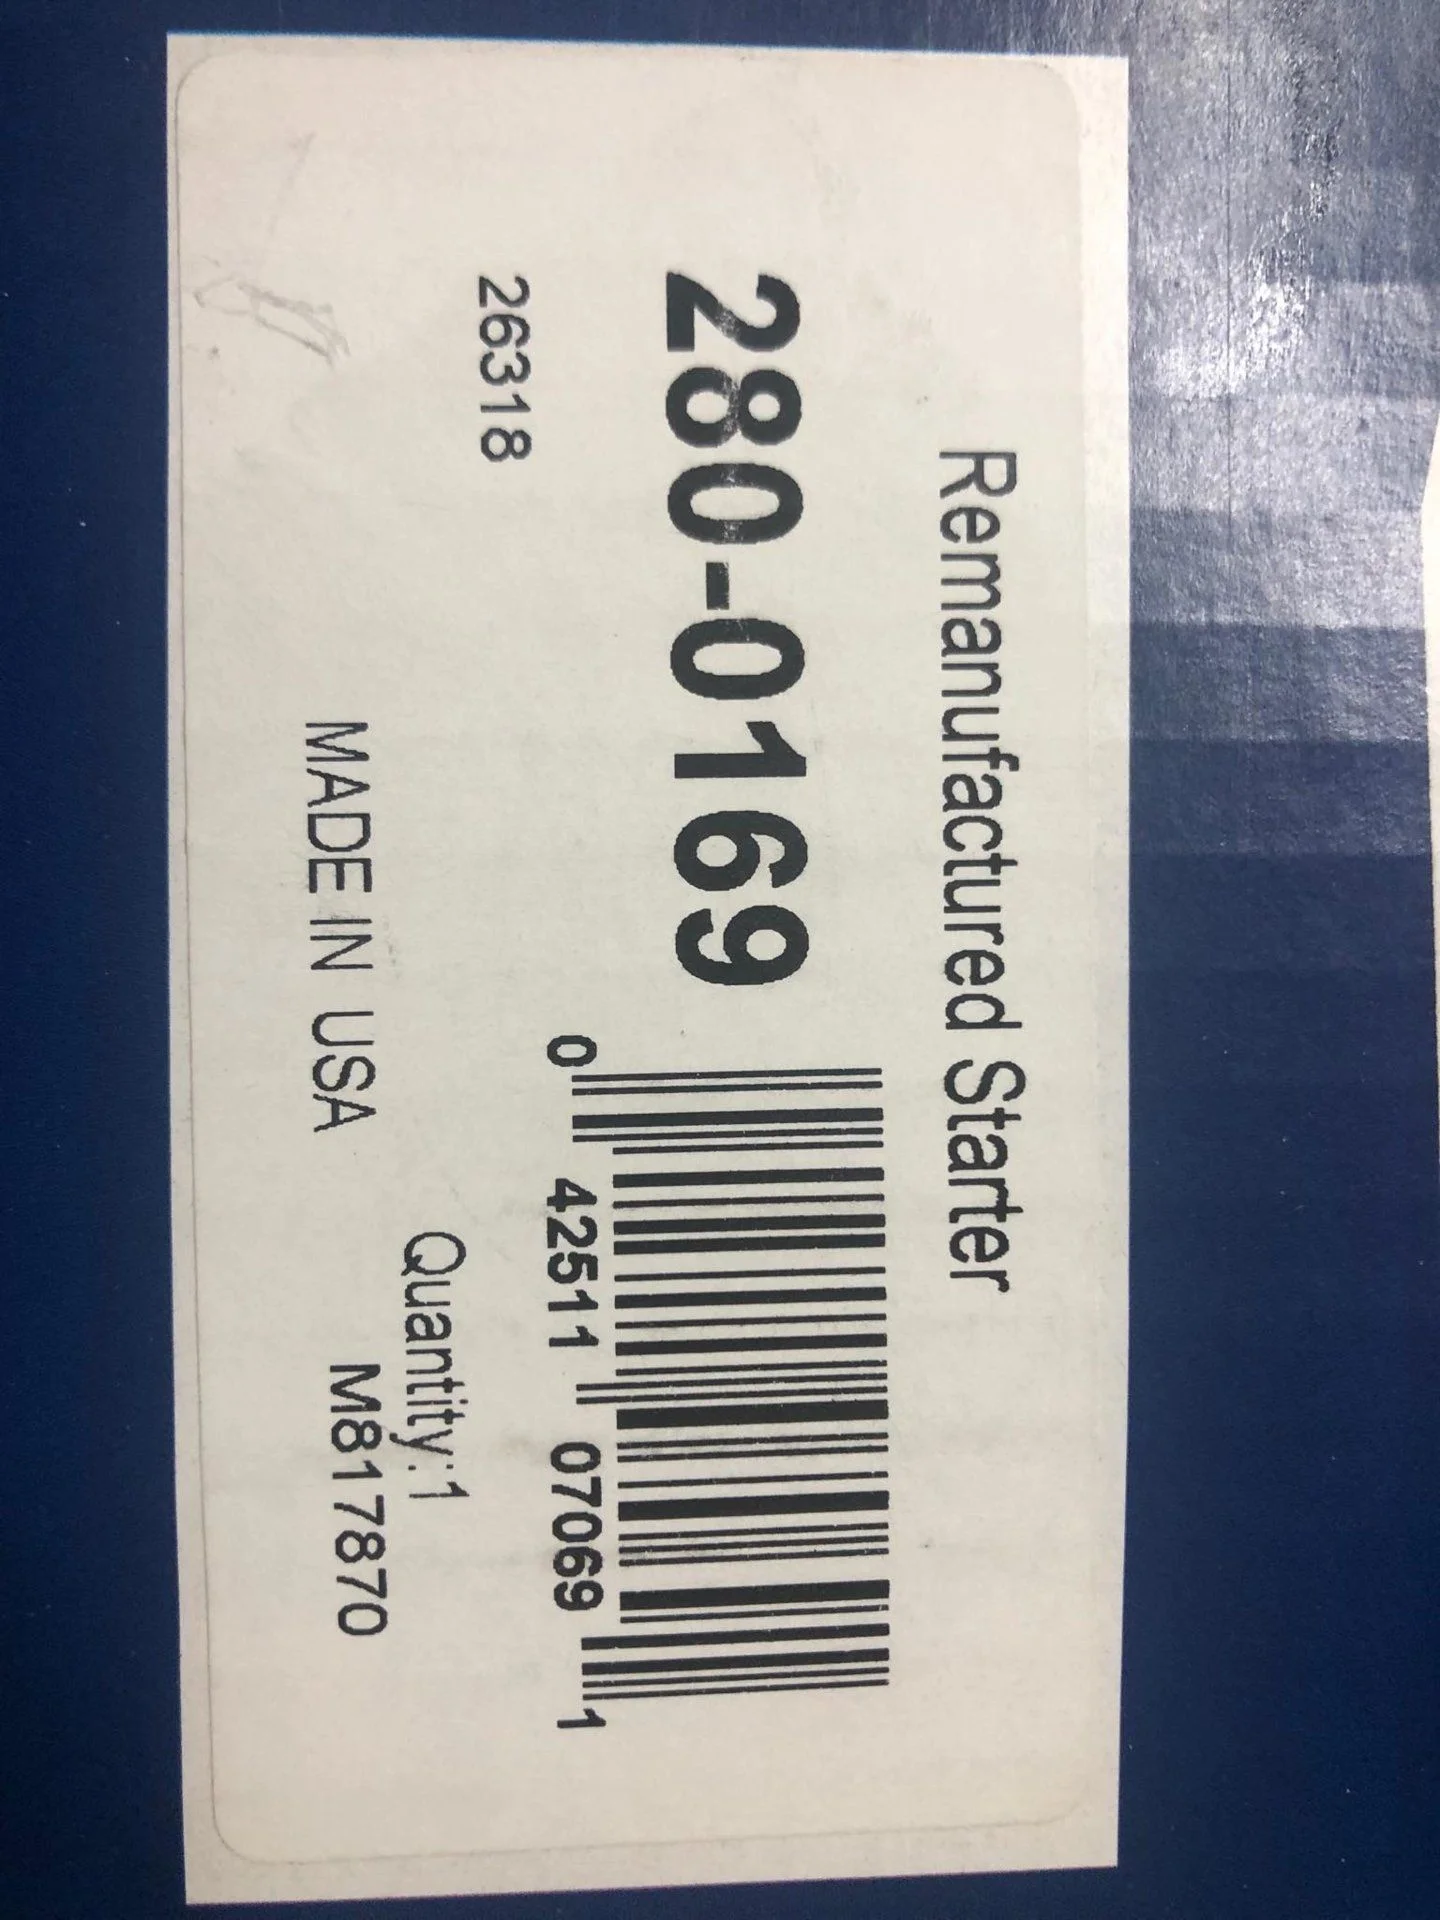 Remanufactured Starter
280-0169
0 42511 07069 1
26318
Quantity:1
MADE IN USA
M817870